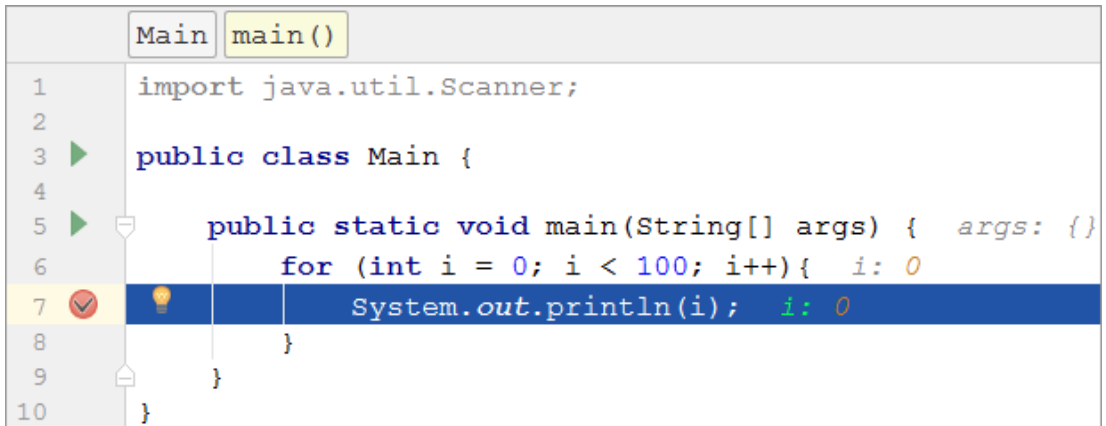 Main main()
1 import java.util.Scanner;
2
3 public class Main {
4
5 public static void main(String[] args) { args: {}
6 for (int i = 0; i < 100; i++){ i: 0
7 System.out.println(i); i: 0
8 }
9 }
10 }